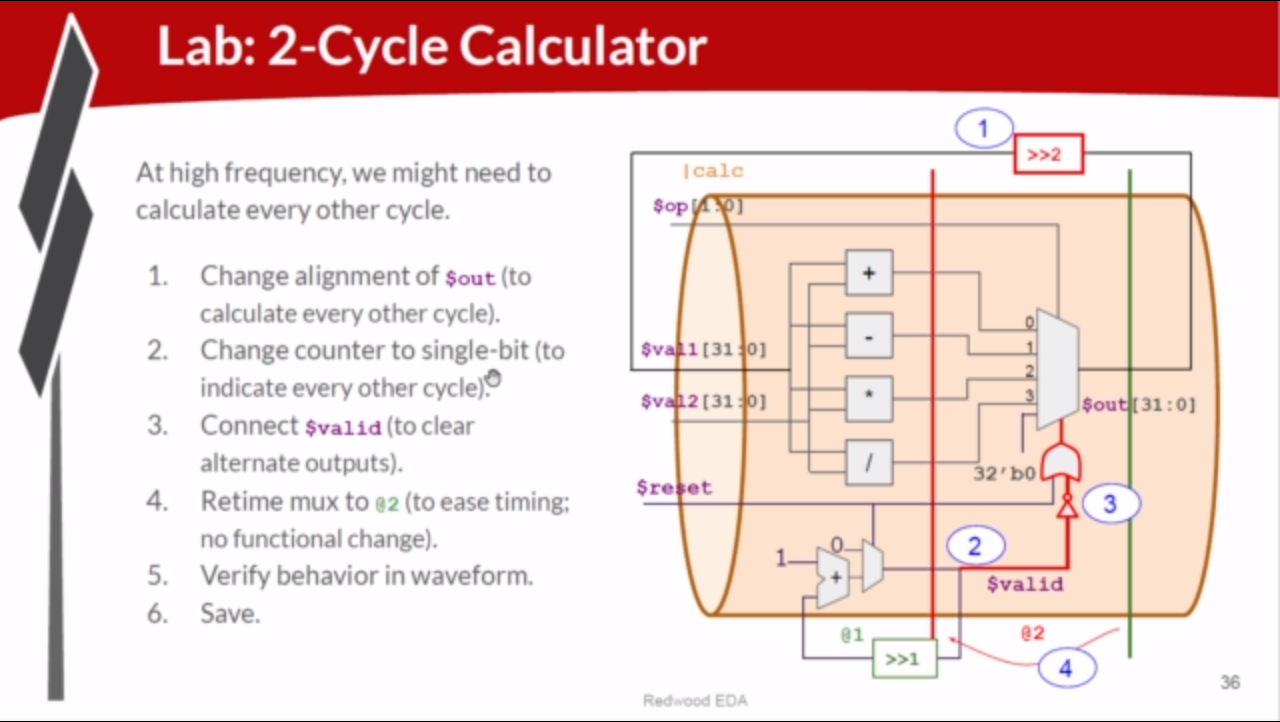 Lab: 2-Cycle Calculator
At high frequency, we might need to
calculate every other cycle.
1. Change alignment of $out (to
calculate every other cycle).
2. Change counter to single-bit (to
indicate every other cycle).
3. Connect $valid (to clear
alternate outputs).
4. Retime mux to @2 (to ease timing;
no functional change).
5. Verify behavior in waveform.
6. Save.
1
>>2
|calc
$op[1:0]
+
-
*
/
0
1
2
3
$val1[31:0]
$val2[31:0]
$out[31:0]
32'b0
$reset
3
2
0
1
+
$valid
@1
@2
>>1
4
Redwood EDA
36